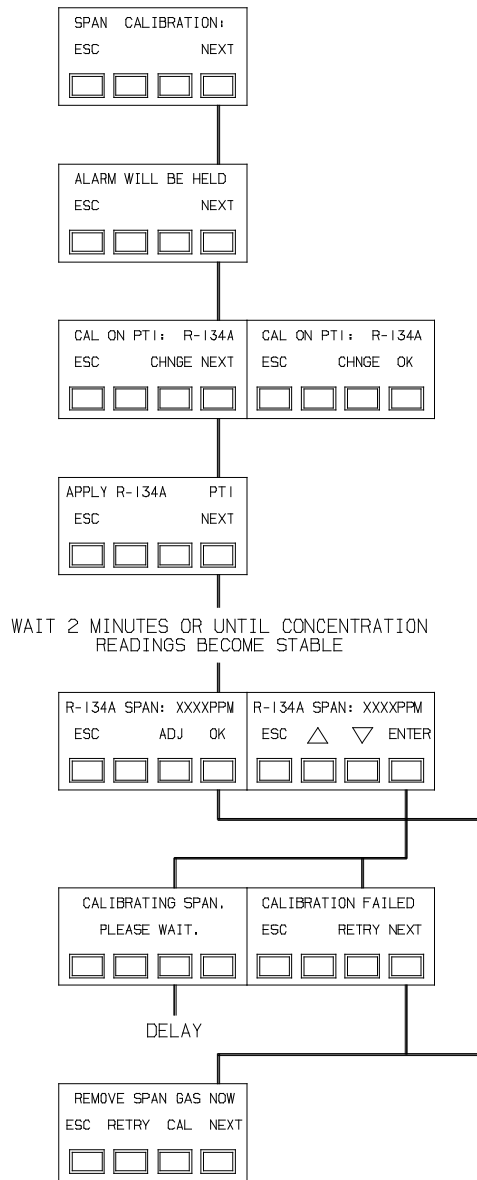 SPAN CALIBRATION:
ESC NEXT
ALARM WILL BE HELD
ESC NEXT
CAL ON PT1: R-134A
ESC CHNGE NEXT
CAL ON PT1: R-134A
ESC CHNGE OK
APPLY R-134A PT1
ESC NEXT
WAIT 2 MINUTES OR UNTIL CONCENTRATION
READINGS BECOME STABLE
R-134A SPAN: XXXXPPM
ESC ADJ OK
R-134A SPAN: XXXXPPM
ESC △ ▽ ENTER
CALIBRATING SPAN.
PLEASE WAIT.
CALIBRATION FAILED
ESC RETRY NEXT
DELAY
REMOVE SPAN GAS NOW
ESC RETRY CAL NEXT